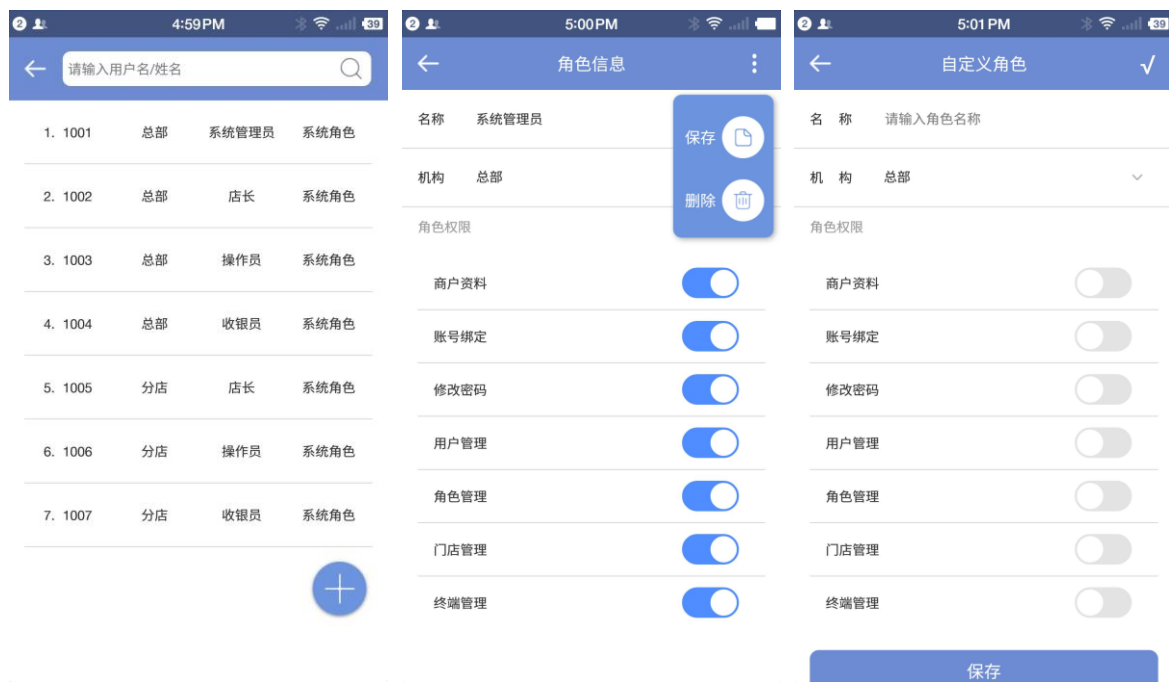 2 4:59PM 39
请输入用户名/姓名
1. 1001 总部 系统管理员 系统角色
2. 1002 总部 店长 系统角色
3. 1003 总部 操作员 系统角色
4. 1004 总部 收银员 系统角色
5. 1005 分店 店长 系统角色
6. 1006 分店 操作员 系统角色
7. 1007 分店 收银员 系统角色
2 5:00PM
角色信息
名称 系统管理员
保存
机构 总部
删除
角色权限
商户资料
账号绑定
修改密码
用户管理
角色管理
门店管理
终端管理
2 5:01PM 39
自定义角色 √
名 称 请输入角色名称
机 构 总部
角色权限
商户资料
账号绑定
修改密码
用户管理
角色管理
门店管理
终端管理
保存